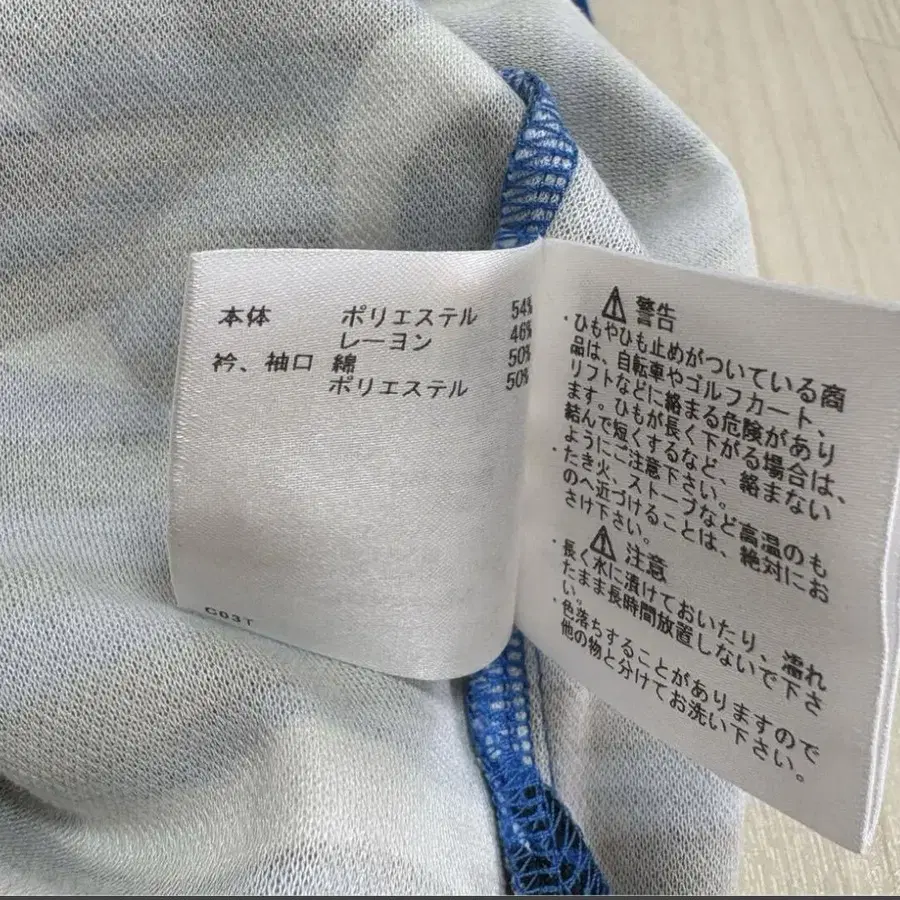 本体 ポリエステル 54%
レーヨン 46%
衿、袖口 綿 50%
ポリエステル 50%
C03T
⚠ 警告
・ひもやひも止めがついている商
品は、自転車やゴルフカート、
リフトなどに絡まる危険があり
ます。ひもが長く下がる場合は、
結んで短くするなど、絡まない
ようにご注意下さい。
・たき火、ストーブなど高温のも
のへ近づけることは、絶対にお
さけ下さい。
⚠ 注意
・長く水に漬けておいたり、濡れ
たまま長時間放置しないで下さ
い。
・色落ちすることがありますので
他の物と分けてお洗い下さい。